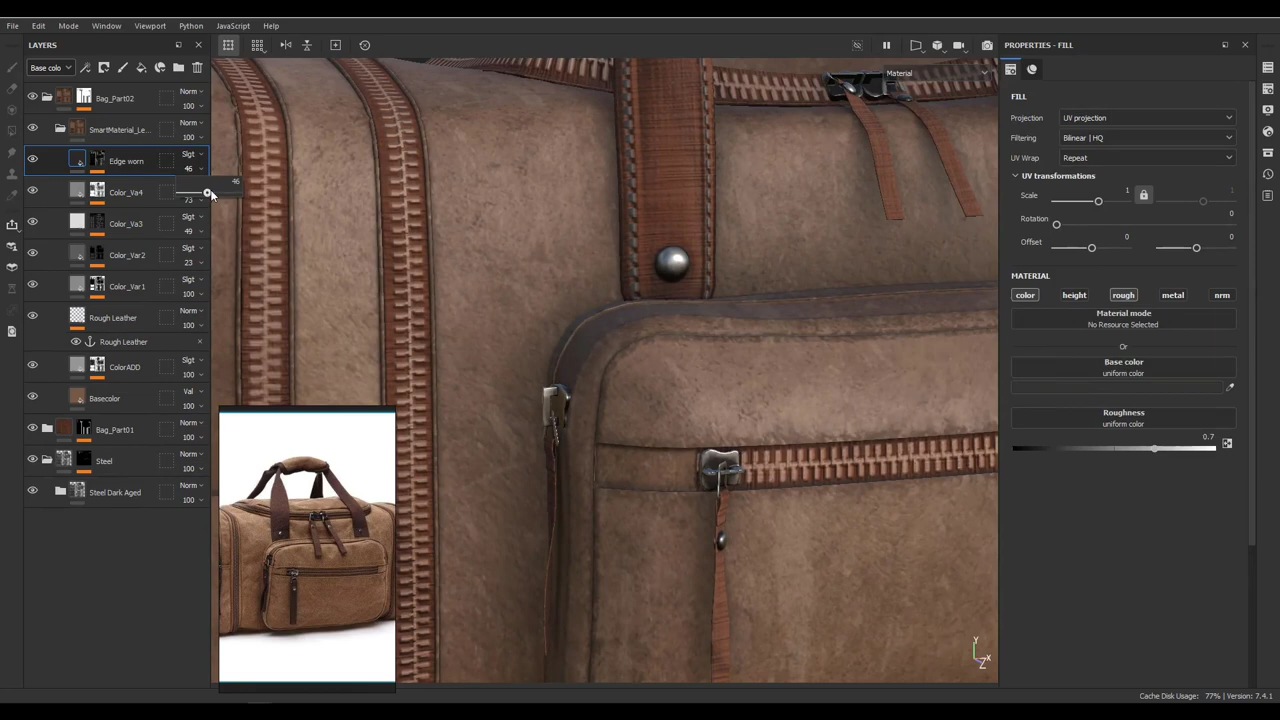 File Edit Mode Window Viewport Python JavaScript Help
LAYERS
Base colo
Bag_Part02 Norm 100
SmartMaterial_Le... Norm 100
Edge worn Slgt 46
46
Color_Va4 73
Color_Va3 Slgt 49
Color_Var2 Slgt 23
Color_Var1 Slgt 100
Rough Leather Norm 100
Rough Leather
ColorADD Slgt 100
Basecolor Val 100
Bag_Part01 Norm 100
Steel Norm 100
Steel Dark Aged Norm 100
Material
Y
X
Z
PROPERTIES - FILL
FILL
Projection UV projection
Filtering Bilinear | HQ
UV Wrap Repeat
UV transformations
Scale 1 1
Rotation 0
Offset 0 0
MATERIAL
color height rough metal nrm
Material mode
No Resource Selected
Or
Base color
uniform color
Roughness
uniform color
0.7
Cache Disk Usage: 77% | Version: 7.4.1